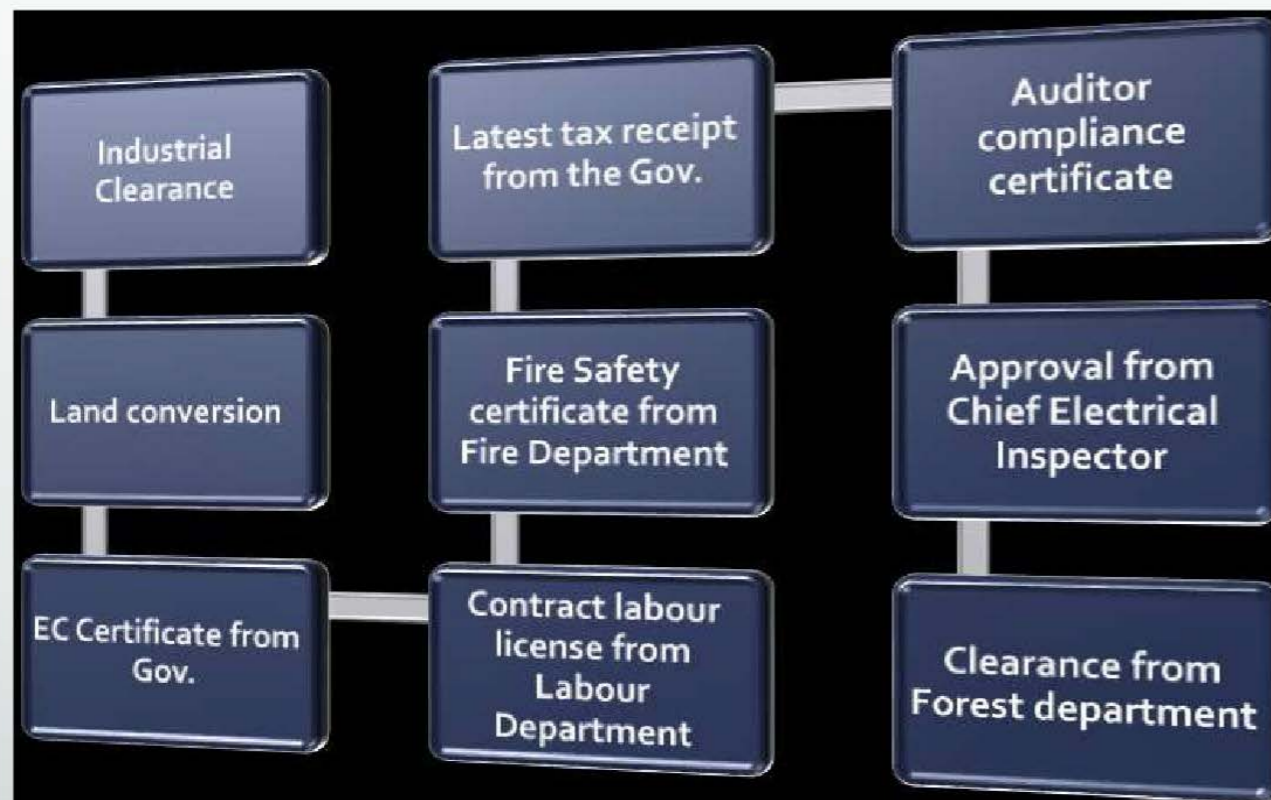 Industrial
Clearance
Land conversion
EC Certificate from
Gov.
Contract labour
license from
Labour
Department
Fire Safety
certificate from
Fire Department
Latest tax receipt
from the Gov.
Auditor
compliance
certificate
Approval from
Chief Electrical
Inspector
Clearance from
Forest department